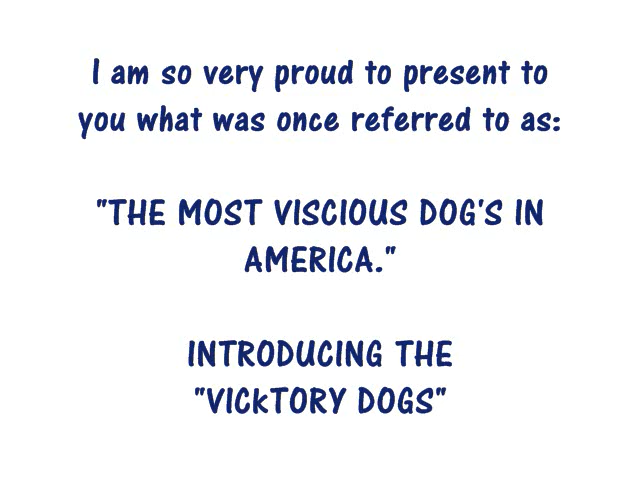 I am so very proud to present to
you what was once referred to as:
"THE MOST VISCIOUS DOG'S IN
AMERICA."
INTRODUCING THE
"VICkTORY DOGS"